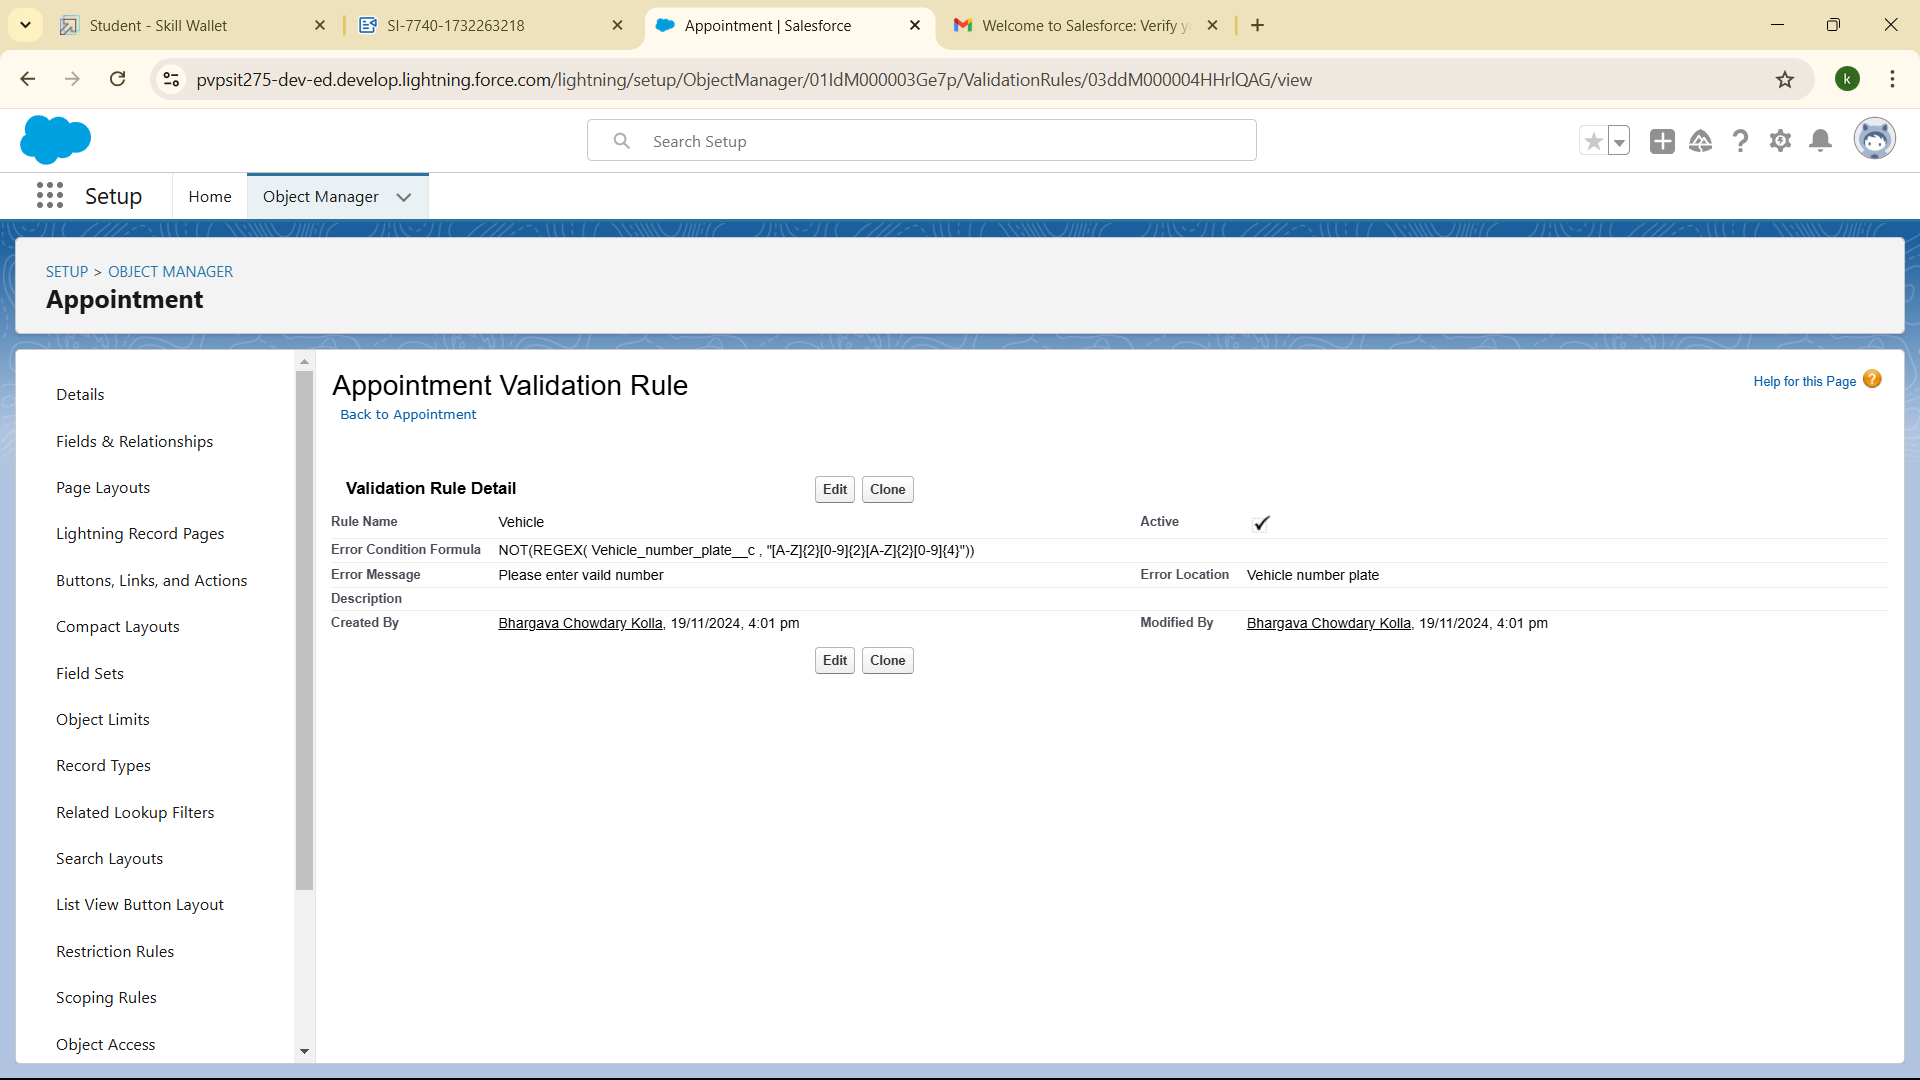 Student - Skill Wallet
SI-7740-1732263218
Appointment | Salesforce
Welcome to Salesforce: Verify y
pvpsit275-dev-ed.develop.lightning.force.com/lightning/setup/ObjectManager/01IdM000003Ge7p/ValidationRules/03ddM000004HHrlQAG/view
k
Search Setup
Setup
Home
Object Manager
SETUP > OBJECT MANAGER
Appointment
Details
Fields & Relationships
Page Layouts
Lightning Record Pages
Buttons, Links, and Actions
Compact Layouts
Field Sets
Object Limits
Record Types
Related Lookup Filters
Search Layouts
List View Button Layout
Restriction Rules
Scoping Rules
Object Access
Appointment Validation Rule
Back to Appointment
Help for this Page
Validation Rule Detail
Edit Clone
Rule Name Vehicle Active
Error Condition Formula NOT(REGEX( Vehicle_number_plate__c , "[A-Z]{2}[0-9]{2}[A-Z]{2}[0-9]{4}"))
Error Message Please enter vaild number Error Location Vehicle number plate
Description
Created By Bhargava Chowdary Kolla, 19/11/2024, 4:01 pm Modified By Bhargava Chowdary Kolla, 19/11/2024, 4:01 pm
Edit Clone